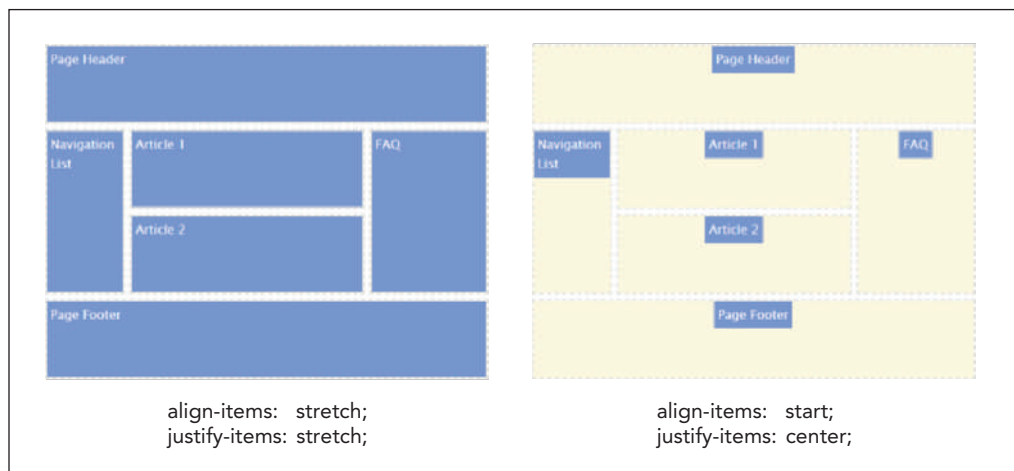 Page Header
Navigation
List
Article 1
FAQ
Article 2
Page Footer
align-items: stretch;
justify-items: stretch;
Page Header
Navigation
List
Article 1
FAQ
Article 2
Page Footer
align-items: start;
justify-items: center;